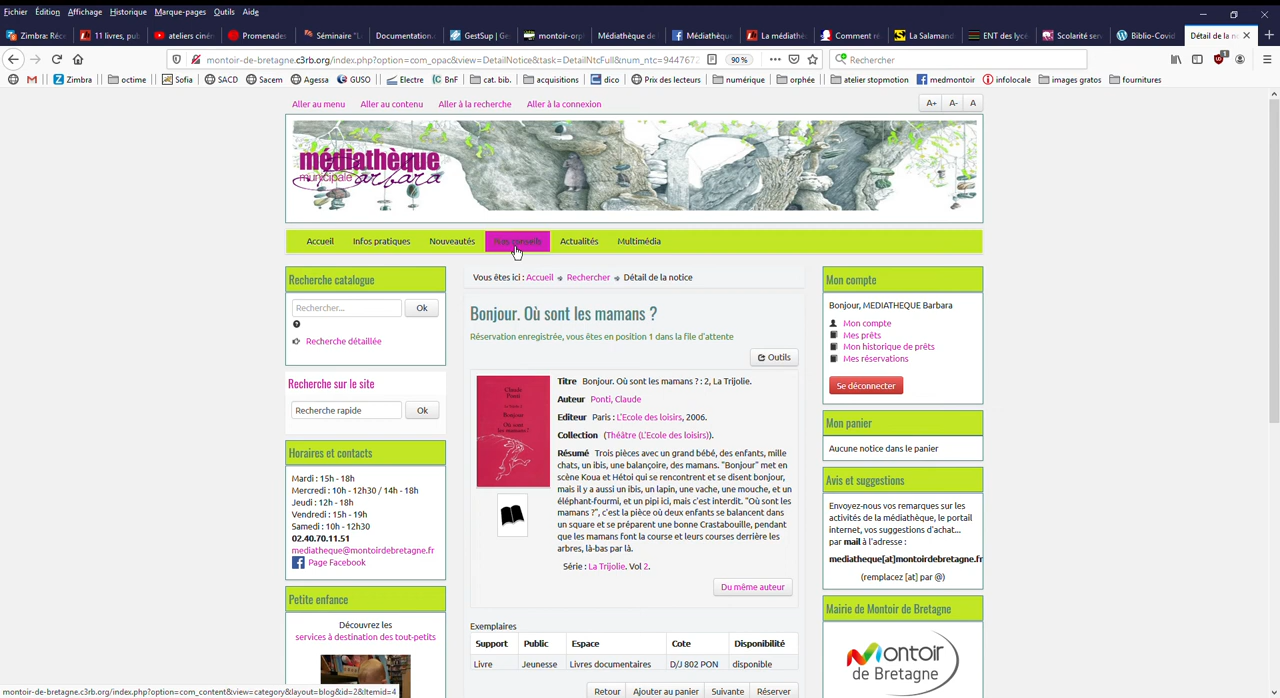 Fichier Édition Affichage Historique Marque-pages Outils Aide
Zimbra: Réc 11 livres, pub ateliers ciném Promenades Séminaire "L Documentation GestSup | Ge montoir-orp Médiathèque de Médiathèqu La médiathè Comment ré La Salamand ENT des lycé Scolarité serv Biblio-Covid Détail de la no
montoir-de-bretagne.c3rb.org/index.php?option=com_opac&view=DetailNotice&task=DetailNtcFull&num_ntc=944767 90 % Rechercher
Zimbra octime Sofia SACD Sacem Agessa GUSO Electre BnF cat. bib. acquisitions dico Prix des lecteurs numérique orphée atelier stopmotion medmontoir infolocale images gratos fournitures
Aller au menu Aller au contenu Aller à la recherche Aller à la connexion A+ A- A
médiathèque
municipale Barbara
Accueil Infos pratiques Nouveautés Nos conseils Actualités Multimédia
Recherche catalogue
Rechercher... Ok
Recherche détaillée
Recherche sur le site
Recherche rapide Ok
Horaires et contacts
Mardi : 15h - 18h
Mercredi : 10h - 12h30 / 14h - 18h
Jeudi : 12h - 18h
Vendredi : 15h - 19h
Samedi : 10h - 12h30
02.40.70.11.51
mediatheque@montoirdebretagne.fr
Page Facebook
Petite enfance
Découvrez les
services à destination des tout-petits
Vous êtes ici : Accueil Rechercher Détail de la notice
Bonjour. Où sont les mamans ?
Réservation enregistrée, vous êtes en position 1 dans la file d'attente
Outils
Titre Bonjour. Où sont les mamans ? : 2, La Trijolie.
Auteur Ponti, Claude
Editeur Paris : L'Ecole des loisirs, 2006.
Collection (Théâtre (L'Ecole des loisirs)).
Résumé Trois pièces avec un grand bébé, des enfants, mille
chats, un ibis, une balançoire, des mamans. "Bonjour" met en
scène Koua et Hétoi qui se rencontrent et se disent bonjour,
mais il y a aussi un ibis, un lapin, une vache, une mouche, et un
éléphant-fourmi, et un pipi ici, mais c'est interdit. "Où sont les
mamans ?", c'est la pièce où deux enfants se balancent dans
un square et se préparent une bonne Crastabouille, pendant
que les mamans font la course et leurs courses derrière les
arbres, là-bas par là.
Série : La Trijolie. Vol 2.
Du même auteur
Claude
Ponti
Bonjour
Où sont
les mamans ?
Exemplaires
Support Public Espace Cote Disponibilité
Livre Jeunesse Livres documentaires D/J 802 PON disponible
Retour Ajouter au panier Suivante Réserver
Mon compte
Bonjour, MEDIATHEQUE Barbara
Mon compte
Mes prêts
Mon historique de prêts
Mes réservations
Se déconnecter
Mon panier
Aucune notice dans le panier
Avis et suggestions
Envoyez-nous vos remarques sur les
activités de la médiathèque, le portail
internet, vos suggestions d'achat...
par mail à l'adresse :
mediatheque[at]montoirdebretagne.fr
(remplacez [at] par @)
Mairie de Montoir de Bretagne
Montoir
de Bretagne
montoir-de-bretagne.c3rb.org/index.php?option=com_content&view=category&layout=blog&id=2&Itemid=4